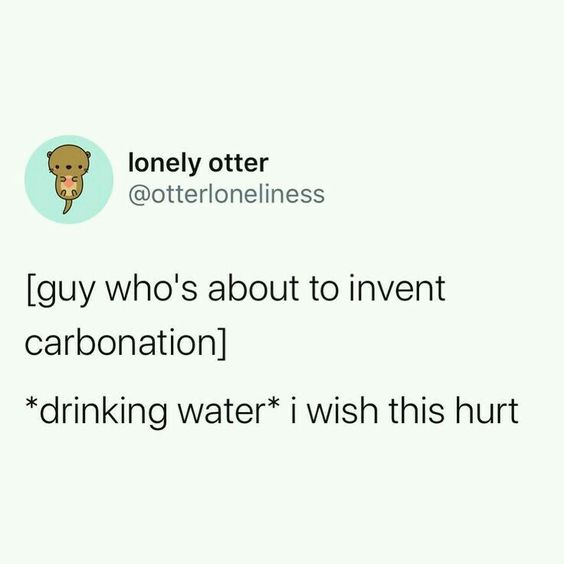 lonely otter
@otterloneliness
[guy who's about to invent
carbonation]
*drinking water* i wish this hurt